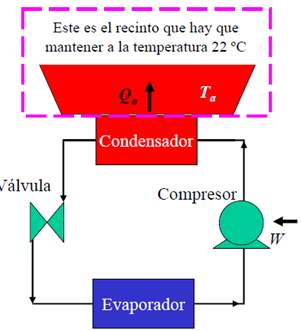 Este es el recinto que hay que
mantener a la temperatura 22 ºC
Qa
Ta
Condensador
Válvula
Compresor
W
Evaporador